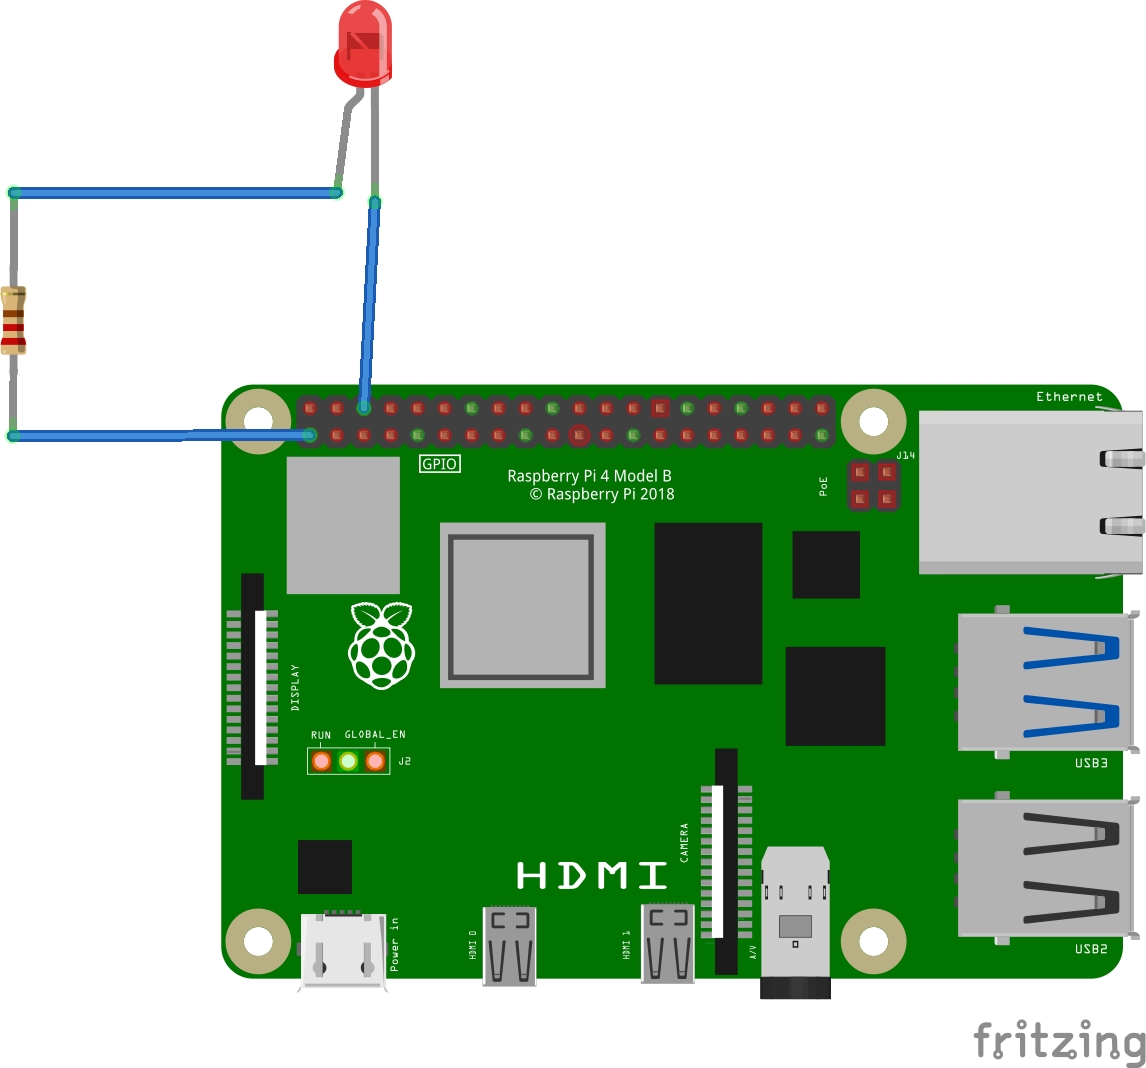 Ethernet
J14
GPIO
PoE
Raspberry Pi 4 Model B
© Raspberry Pi 2018
DISPLAY
RUN
GLOBAL_EN
J2
USB3
CAMERA
HDMI
Power in
HDMI 0
HDMI 1
A/V
USB2
fritzing